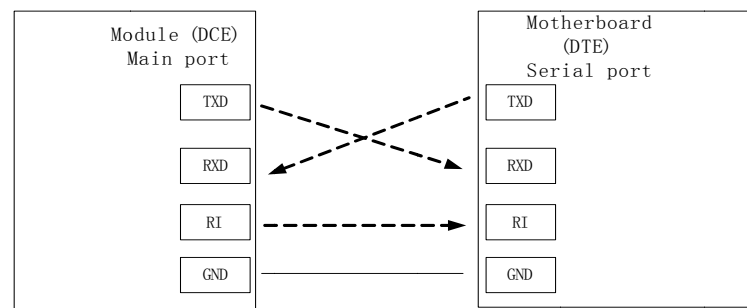 Module (DCE)
Main port
TXD
RXD
RI
GND
Motherboard
(DTE)
Serial port
TXD
RXD
RI
GND